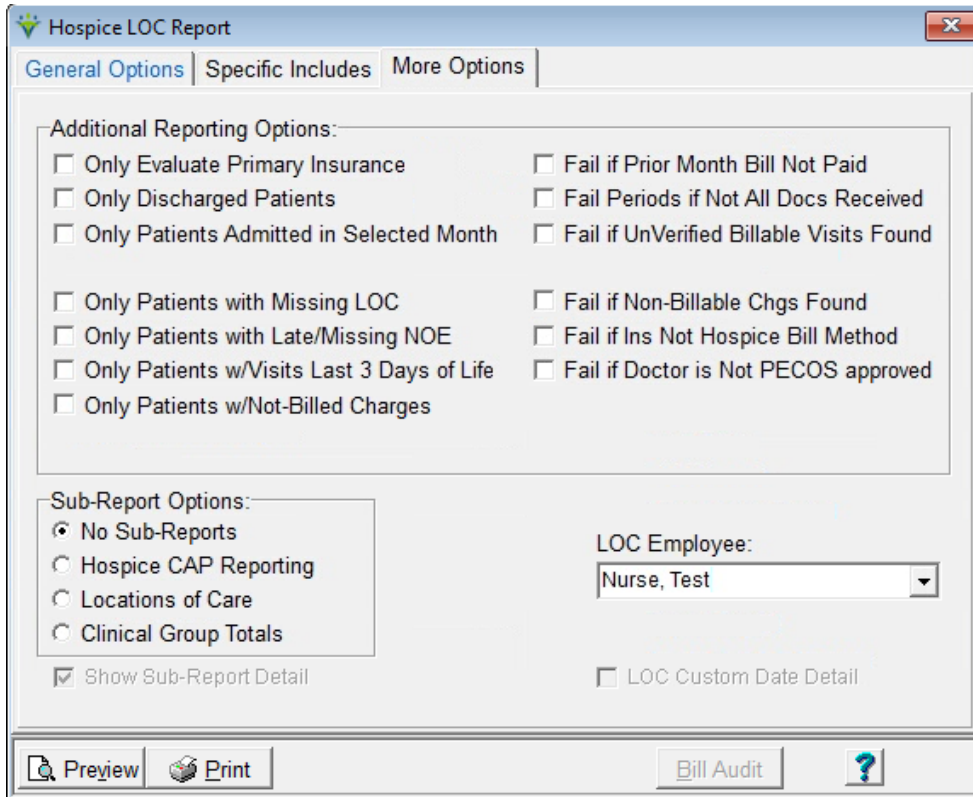 Hospice LOC Report
General Options
Specific Includes
More Options
Additional Reporting Options:
Only Evaluate Primary Insurance
Only Discharged Patients
Only Patients Admitted in Selected Month
Only Patients with Missing LOC
Only Patients with Late/Missing NOE
Only Patients w/Visits Last 3 Days of Life
Only Patients w/Not-Billed Charges
Fail if Prior Month Bill Not Paid
Fail Periods if Not All Docs Received
Fail if UnVerified Billable Visits Found
Fail if Non-Billable Chgs Found
Fail if Ins Not Hospice Bill Method
Fail if Doctor is Not PECOS approved
Sub-Report Options:
No Sub-Reports
Hospice CAP Reporting
Locations of Care
Clinical Group Totals
Show Sub-Report Detail
LOC Employee:
Nurse, Test
LOC Custom Date Detail
Preview
Print
Bill Audit
?